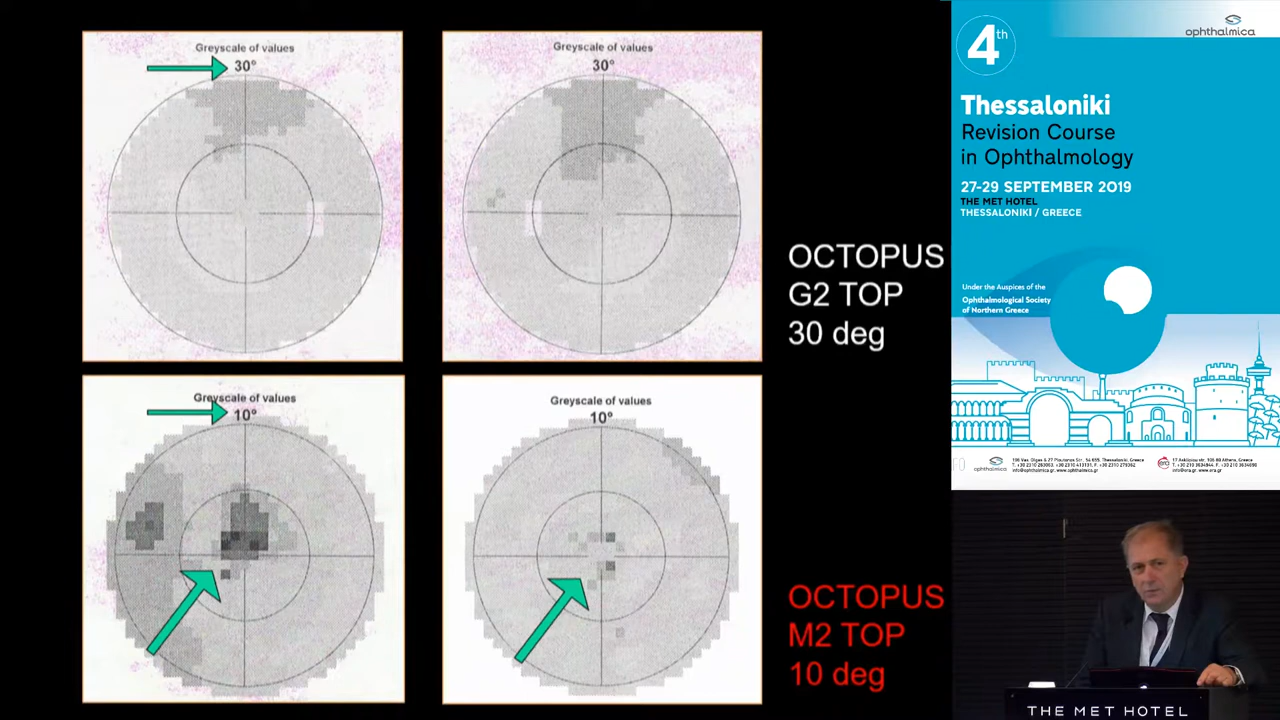 Greyscale of values
30°
Greyscale of values
30°
OCTOPUS
G2 TOP
30 deg
Greyscale of values
10°
Greyscale of values
10°
OCTOPUS
M2 TOP
10 deg
4th
ophthalmica
Thessaloniki
Revision Course
in Ophthalmology
27-29 SEPTEMBER 2019
THE MET HOTEL
THESSALONIKI / GREECE
Under the Auspices of the
Ophthalmological Society
of Northern Greece
ophthalmica
THE MET HOTEL